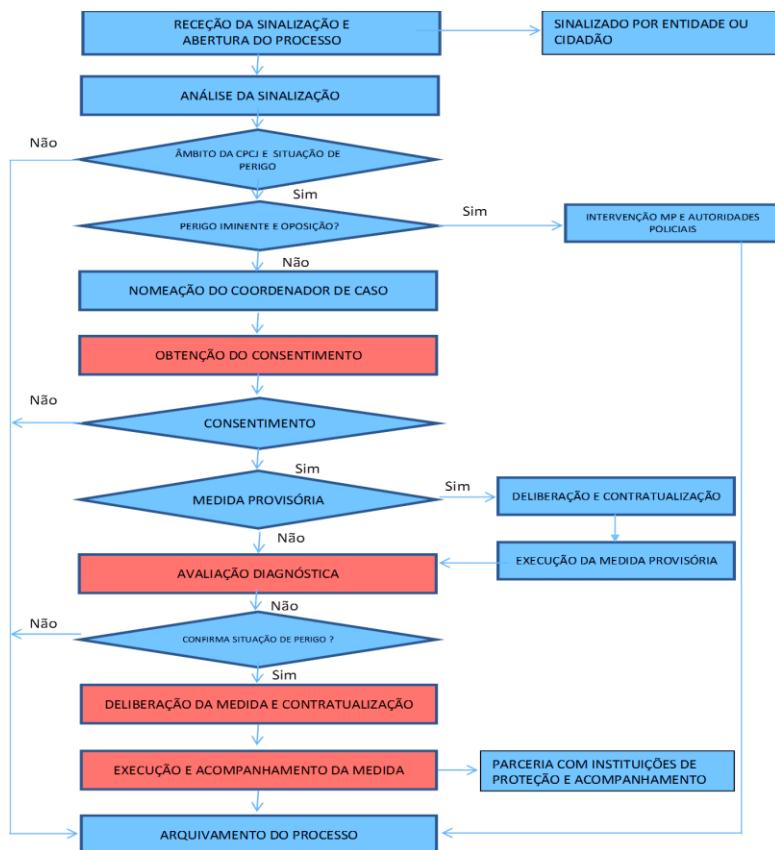 RECEÇÃO DA SINALIZAÇÃO E
ABERTURA DO PROCESSO
SINALIZADO POR ENTIDADE OU
CIDADÃO
ANÁLISE DA SINALIZAÇÃO
Não
ÂMBITO DA CPCJ E SITUAÇÃO DE
PERIGO
Sim
PERIGO IMINENTE E OPOSIÇÃO?
Sim
INTERVENÇÃO MP E AUTORIDADES
POLICIAIS
Não
NOMEAÇÃO DO COORDENADOR DE CASO
OBTENÇÃO DO CONSENTIMENTO
Não
CONSENTIMENTO
Sim
MEDIDA PROVISÓRIA
Sim
DELIBERAÇÃO E CONTRATUALIZAÇÃO
Não
EXECUÇÃO DA MEDIDA PROVISÓRIA
AVALIAÇÃO DIAGNÓSTICA
Não
Não
CONFIRMA SITUAÇÃO DE PERIGO ?
Sim
DELIBERAÇÃO DA MEDIDA E CONTRATUALIZAÇÃO
EXECUÇÃO E ACOMPANHAMENTO DA MEDIDA
PARCERIA COM INSTITUIÇÕES DE
PROTEÇÃO E ACOMPANHAMENTO
ARQUIVAMENTO DO PROCESSO